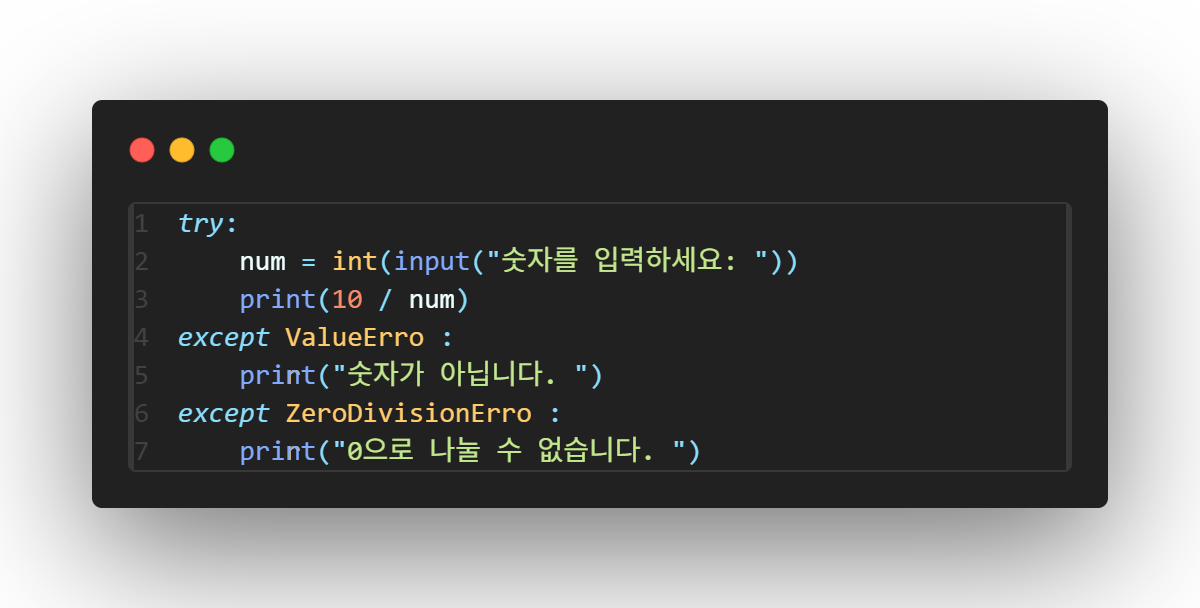 1 try:
2 num = int(input("숫자를 입력하세요: "))
3 print(10 / num)
4 except ValueErro :
5 print("숫자가 아닙니다. ")
6 except ZeroDivisionErro :
7 print("0으로 나눌 수 없습니다. ")